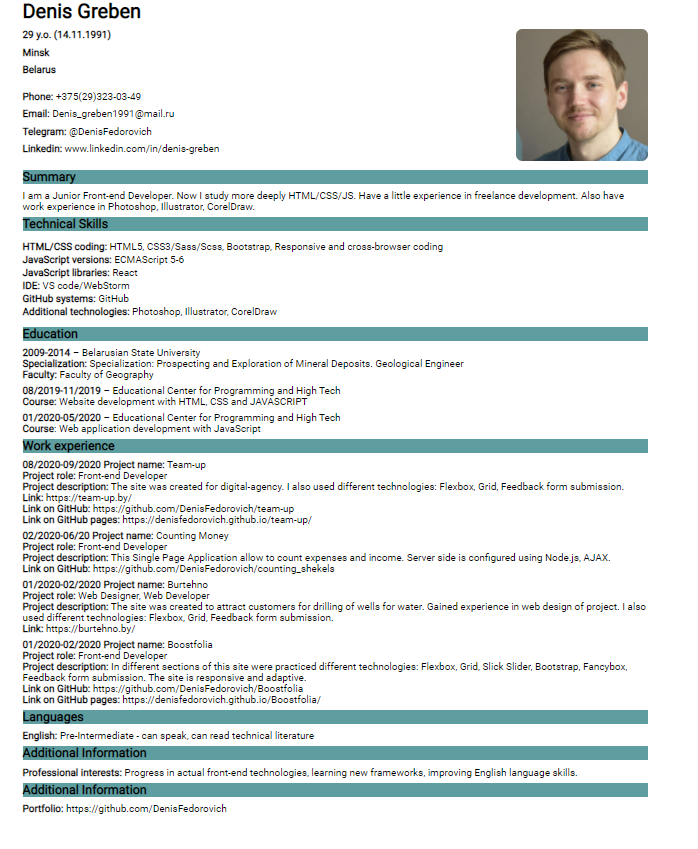 Denis Greben
29 y.o. (14.11.1991)
Minsk
Belarus
Phone: +375(29)323-03-49
Email: Denis_greben1991@mail.ru
Telegram: @DenisFedorovich
Linkedin: www.linkedin.com/in/denis-greben
Summary
I am a Junior Front-end Developer. Now I study more deeply HTML/CSS/JS. Have a little experience in freelance development. Also have
work experience in Photoshop, Illustrator, CorelDraw.
Technical Skills
HTML/CSS coding: HTML5, CSS3/Sass/Scss, Bootstrap, Responsive and cross-browser coding
JavaScript versions: ECMAScript 5-6
JavaScript libraries: React
IDE: VS code/WebStorm
GitHub systems: GitHub
Additional technologies: Photoshop, Illustrator, CorelDraw
Education
2009-2014 – Belarusian State University
Specialization: Specialization: Prospecting and Exploration of Mineral Deposits. Geological Engineer
Faculty: Faculty of Geography
08/2019-11/2019 – Educational Center for Programming and High Tech
Course: Website development with HTML, CSS and JAVASCRIPT
01/2020-05/2020 – Educational Center for Programming and High Tech
Course: Web application development with JavaScript
Work experience
08/2020-09/2020 Project name: Team-up
Project role: Front-end Developer
Project description: The site was created for digital-agency. I also used different technologies: Flexbox, Grid, Feedback form submission.
Link: https://team-up.by/
Link on GitHub: https://github.com/DenisFedorovich/team-up
Link on GitHub pages: https://denisfedorovich.github.io/team-up/
02/2020-06/20 Project name: Counting Money
Project role: Front-end Developer
Project description: This Single Page Application allow to count expenses and income. Server side is configured using Node.js, AJAX.
Link on GitHub: https://github.com/DenisFedorovich/counting_shekels
01/2020-02/2020 Project name: Burtehno
Project role: Web Designer, Web Developer
Project description: The site was created to attract customers for drilling of wells for water. Gained experience in web design of project. I also
used different technologies: Flexbox, Grid, Feedback form submission.
Link: https://burtehno.by/
01/2020-02/2020 Project name: Boostfolia
Project role: Front-end Developer
Project description: In different sections of this site were practiced different technologies: Flexbox, Grid, Slick Slider, Bootstrap, Fancybox,
Feedback form submission. The site is responsive and adaptive.
Link on GitHub: https://github.com/DenisFedorovich/Boostfolia
Link on GitHub pages: https://denisfedorovich.github.io/Boostfolia/
Languages
English: Pre-Intermediate - can speak, can read technical literature
Additional Information
Professional interests: Progress in actual front-end technologies, learning new frameworks, improving English language skills.
Additional Information
Portfolio: https://github.com/DenisFedorovich